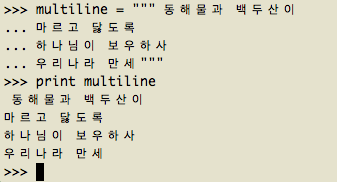 >>> multiline = """ 동해물과 백두산이
... 마르고 닳도록
... 하나님이 보우하사
... 우리나라 만세"""
>>> print multiline
 동해물과 백두산이
마르고 닳도록
하나님이 보우하사
우리나라 만세
>>>